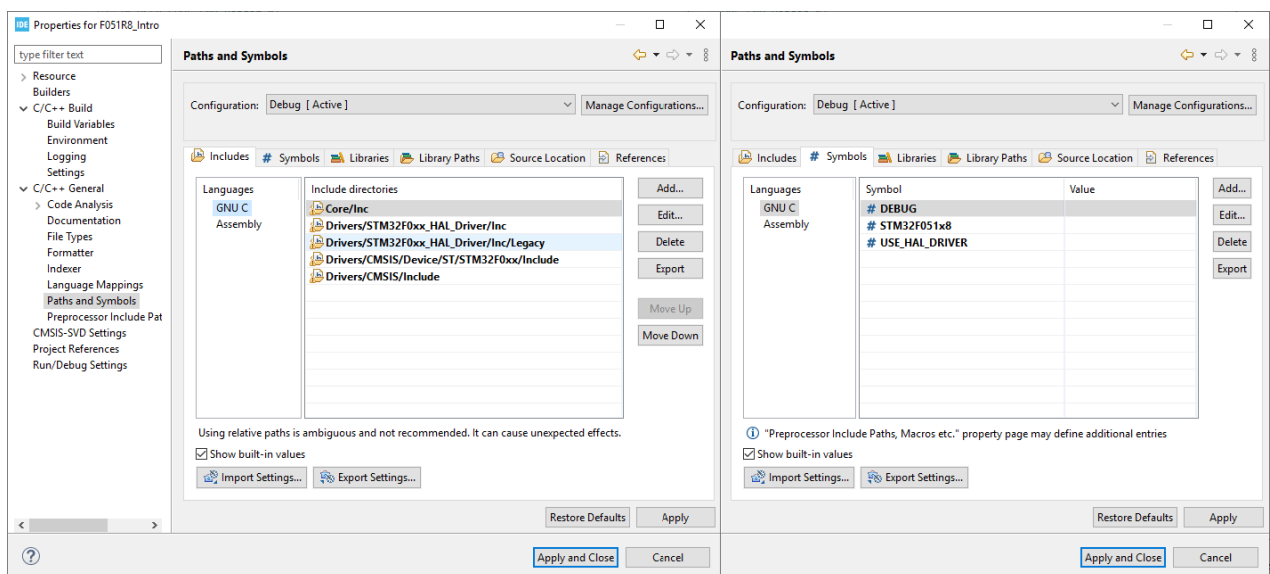 IDE Properties for F051R8_Intro
type filter text
Resource
Builders
C/C++ Build
Build Variables
Environment
Logging
Settings
C/C++ General
Code Analysis
Documentation
File Types
Formatter
Indexer
Language Mappings
Paths and Symbols
Preprocessor Include Pat
CMSIS-SVD Settings
Project References
Run/Debug Settings
Paths and Symbols
Configuration: Debug [ Active ] Manage Configurations...
Includes # Symbols Libraries Library Paths Source Location References
Languages
GNU C
Assembly
Include directories
Core/Inc
Drivers/STM32F0xx_HAL_Driver/Inc
Drivers/STM32F0xx_HAL_Driver/Inc/Legacy
Drivers/CMSIS/Device/ST/STM32F0xx/Include
Drivers/CMSIS/Include
Add...
Edit...
Delete
Export
Move Up
Move Down
Using relative paths is ambiguous and not recommended. It can cause unexpected effects.
Show built-in values
Import Settings... Export Settings...
Restore Defaults Apply
? Apply and Close Cancel
Paths and Symbols
Configuration: Debug [ Active ] Manage Configurations...
Includes # Symbols Libraries Library Paths Source Location References
Languages
GNU C
Assembly
Symbol Value
# DEBUG
# STM32F051x8
# USE_HAL_DRIVER
Add...
Edit...
Delete
Export
"Preprocessor Include Paths, Macros etc." property page may define additional entries
Show built-in values
Import Settings... Export Settings...
Restore Defaults Apply
Apply and Close Cancel